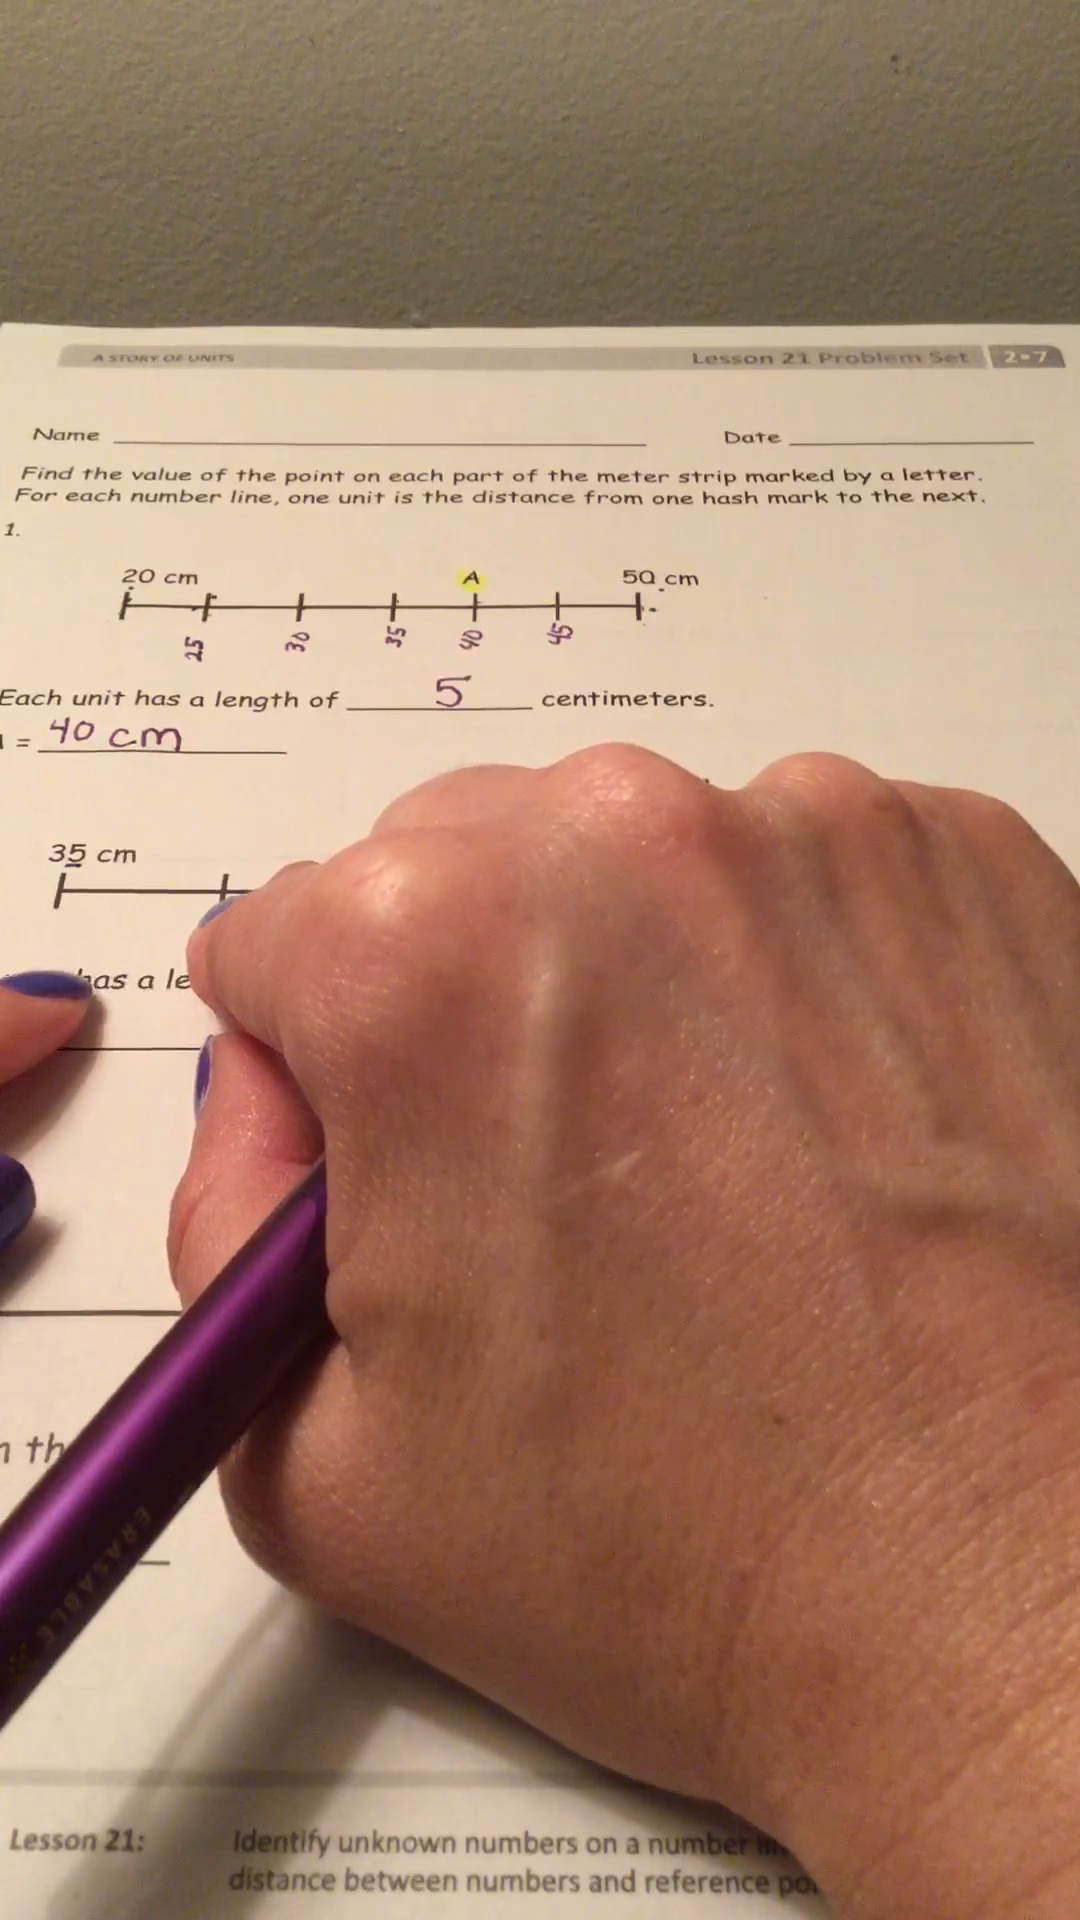 A STORY OF UNITS Lesson 21 Problem Set 2•7
Name Date
Find the value of the point on each part of the meter strip marked by a letter.
For each number line, one unit is the distance from one hash mark to the next.
1.
20 cm A 50 cm
25 30 35 40 45
Each unit has a length of 5 centimeters.
= 40 cm
35 cm
has a le
th
ERASABLE
Lesson 21: Identify unknown numbers on a number
distance between numbers and reference